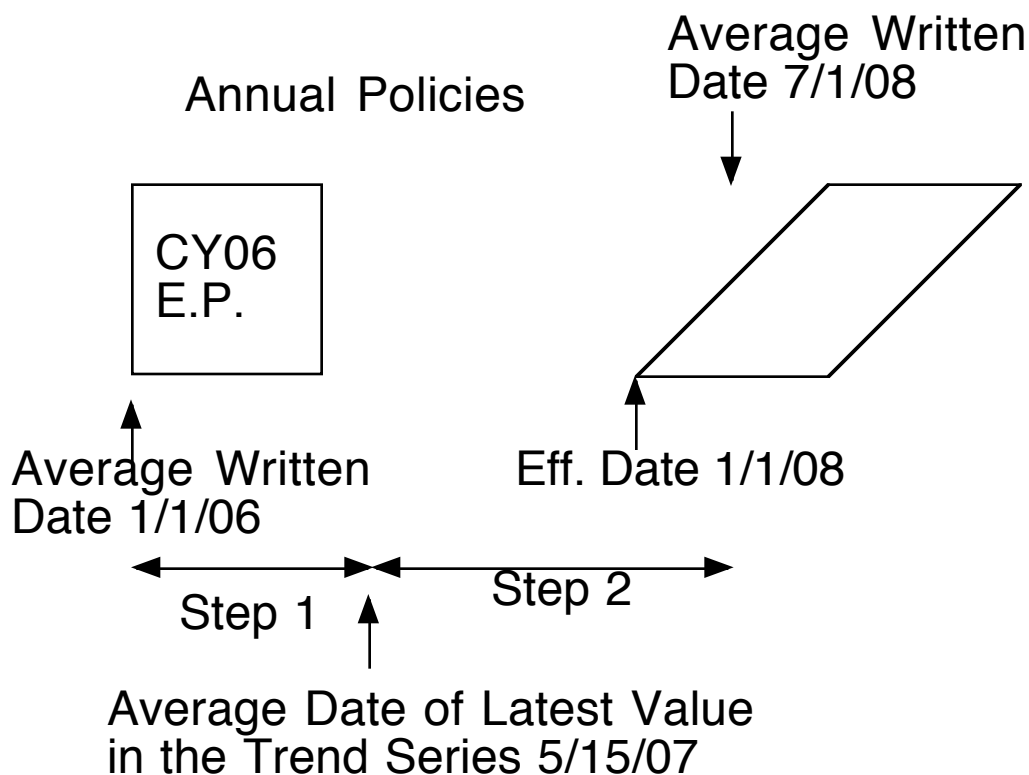 Average Written
Date 7/1/08
Annual Policies
CY06
E.P.
Average Written
Date 1/1/06
Eff. Date 1/1/08
Step 1
Step 2
Average Date of Latest Value
in the Trend Series 5/15/07